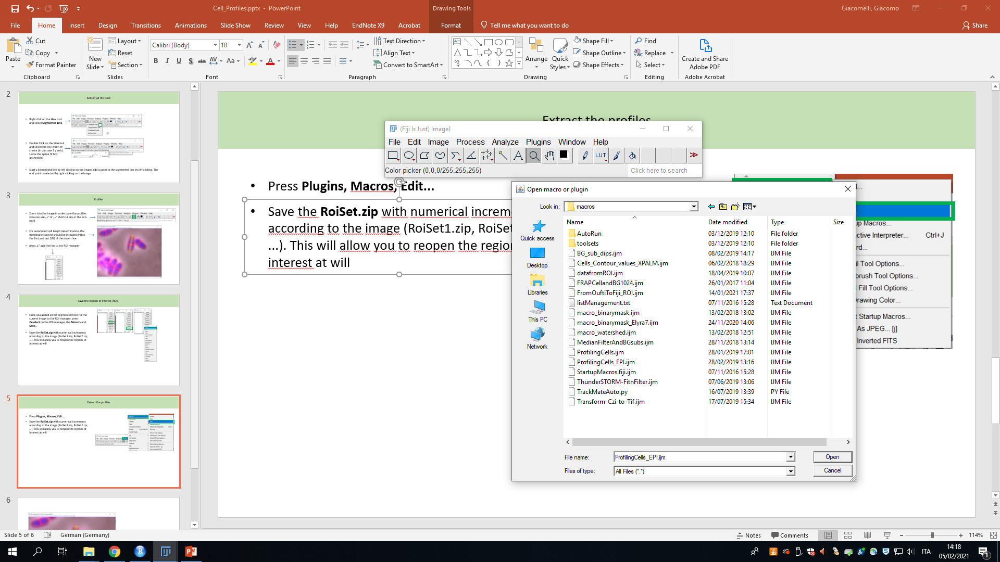 Cell_Profiles.pptx - PowerPoint
Drawing Tools
Giacomelli, Giacomo
File Home Insert Design Transitions Animations Slide Show Review View Help EndNote X9 Acrobat Format Tell me what you want to do Share
Paste
Cut
Copy
Format Painter
Clipboard
New Slide
Layout
Reset
Section
Slides
Calibri (Body) 18
Font
Text Direction
Align Text
Convert to SmartArt
Paragraph
Arrange
Quick Styles
Shape Fill
Shape Outline
Shape Effects
Drawing
Find
Replace
Select
Editing
Create and Share Adobe PDF
Adobe Acrobat
2
Setting up the tools
Right click on the Line tool
and select Segmented Line
Double Click on the Line tool
and select the line width of
choice (in our case 7 pixels).
Leave the Spline fit box
unchecked.
Start a Segmented line by left clicking on the image, add a point to the segmented line by left clicking. The
end point is selected by right clicking on the image
3
Profiles
Zoom into the image in order draw the profiles
(you can use „+“ or „–“ shortcut key or the lens
tool)
For automated cell length determination, the
membrane staining should be included within
the first and last 20% of the drawn line
press „t“ add the line to the ROI manager
4
Save the regions of interest (ROIs)
Once you added all the segmented lines for the
current image to the ROI manager, press
Deselect on the ROI manager, the More>> and
Save..
Save the RoiSet.zip with numerical increments
according to the image (RoiSet1.zip, RoiSet2.zip,
…). This will allow you to reopen the regions of
interest at will
5
Extract the profiles
Press Plugins, Macros, Edit...
Save the RoiSet.zip with numerical increments
according to the image (RoiSet1.zip, RoiSet2.zip,
…). This will allow you to reopen the regions of
interest at will
6
Extract the profiles
• Press Plugins, Macros, Edit...
• Save the RoiSet.zip with numerical increm
according to the image (RoiSet1.zip, RoiSet
...). This will allow you to reopen the region
interest at will
(Fiji Is Just) ImageJ
File Edit Image Process Analyze Plugins Window Help
LUT
Color picker (0,0,0/255,255,255)
Click here to search
Open macro or plugin
Look in: macros
Quick access
Desktop
Libraries
This PC
Network
Name Date modified Type Size
AutoRun 03/12/2019 12:10 File folder
toolsets 03/12/2019 12:10 File folder
BG_sub_dips.ijm 08/02/2019 14:17 IJM File
Cells_Contour_values_XPALM.ijm 06/02/2018 18:29 IJM File
datafromROI.ijm 18/04/2019 10:07 IJM File
FRAPCellandBG1024.ijm 26/01/2017 11:04 IJM File
FromOuftiToFiji_ROI.ijm 14/01/2021 17:37 IJM File
listManagement.txt 07/11/2016 15:28 Text Document
macro_binarymask.ijm 13/02/2018 13:02 IJM File
macro_binarymask_Elyra7.ijm 24/11/2020 14:06 IJM File
macro_watershed.ijm 13/02/2018 12:51 IJM File
MedianFilterAndBGsubs.ijm 28/11/2018 13:14 IJM File
ProfilingCells.ijm 28/01/2019 17:01 IJM File
ProfilingCells_EPI.ijm 28/02/2019 13:16 IJM File
StartupMacros.fiji.ijm 07/11/2016 15:28 IJM File
ThunderSTORM-FitnFilter.ijm 07/06/2019 13:06 IJM File
TrackMateAuto.py 16/07/2019 13:39 PY File
Transform-Czi-to-Tif.ijm 17/07/2019 15:34 IJM File
File name: ProfilingCells_EPI.ijm Open
Files of type: All Files (*.*) Cancel
...
up Macros...
active Interpreter... Ctrl+J
rd...
il Tool Options...
brush Tool Options...
Fill Tool Options...
Drawing Color...
t Startup Macros...
As JPEG... [j]
Inverted FITS
Slide 5 of 6 German (Germany) Notes Comments 114%
ITA
14:18
05/02/2021
1